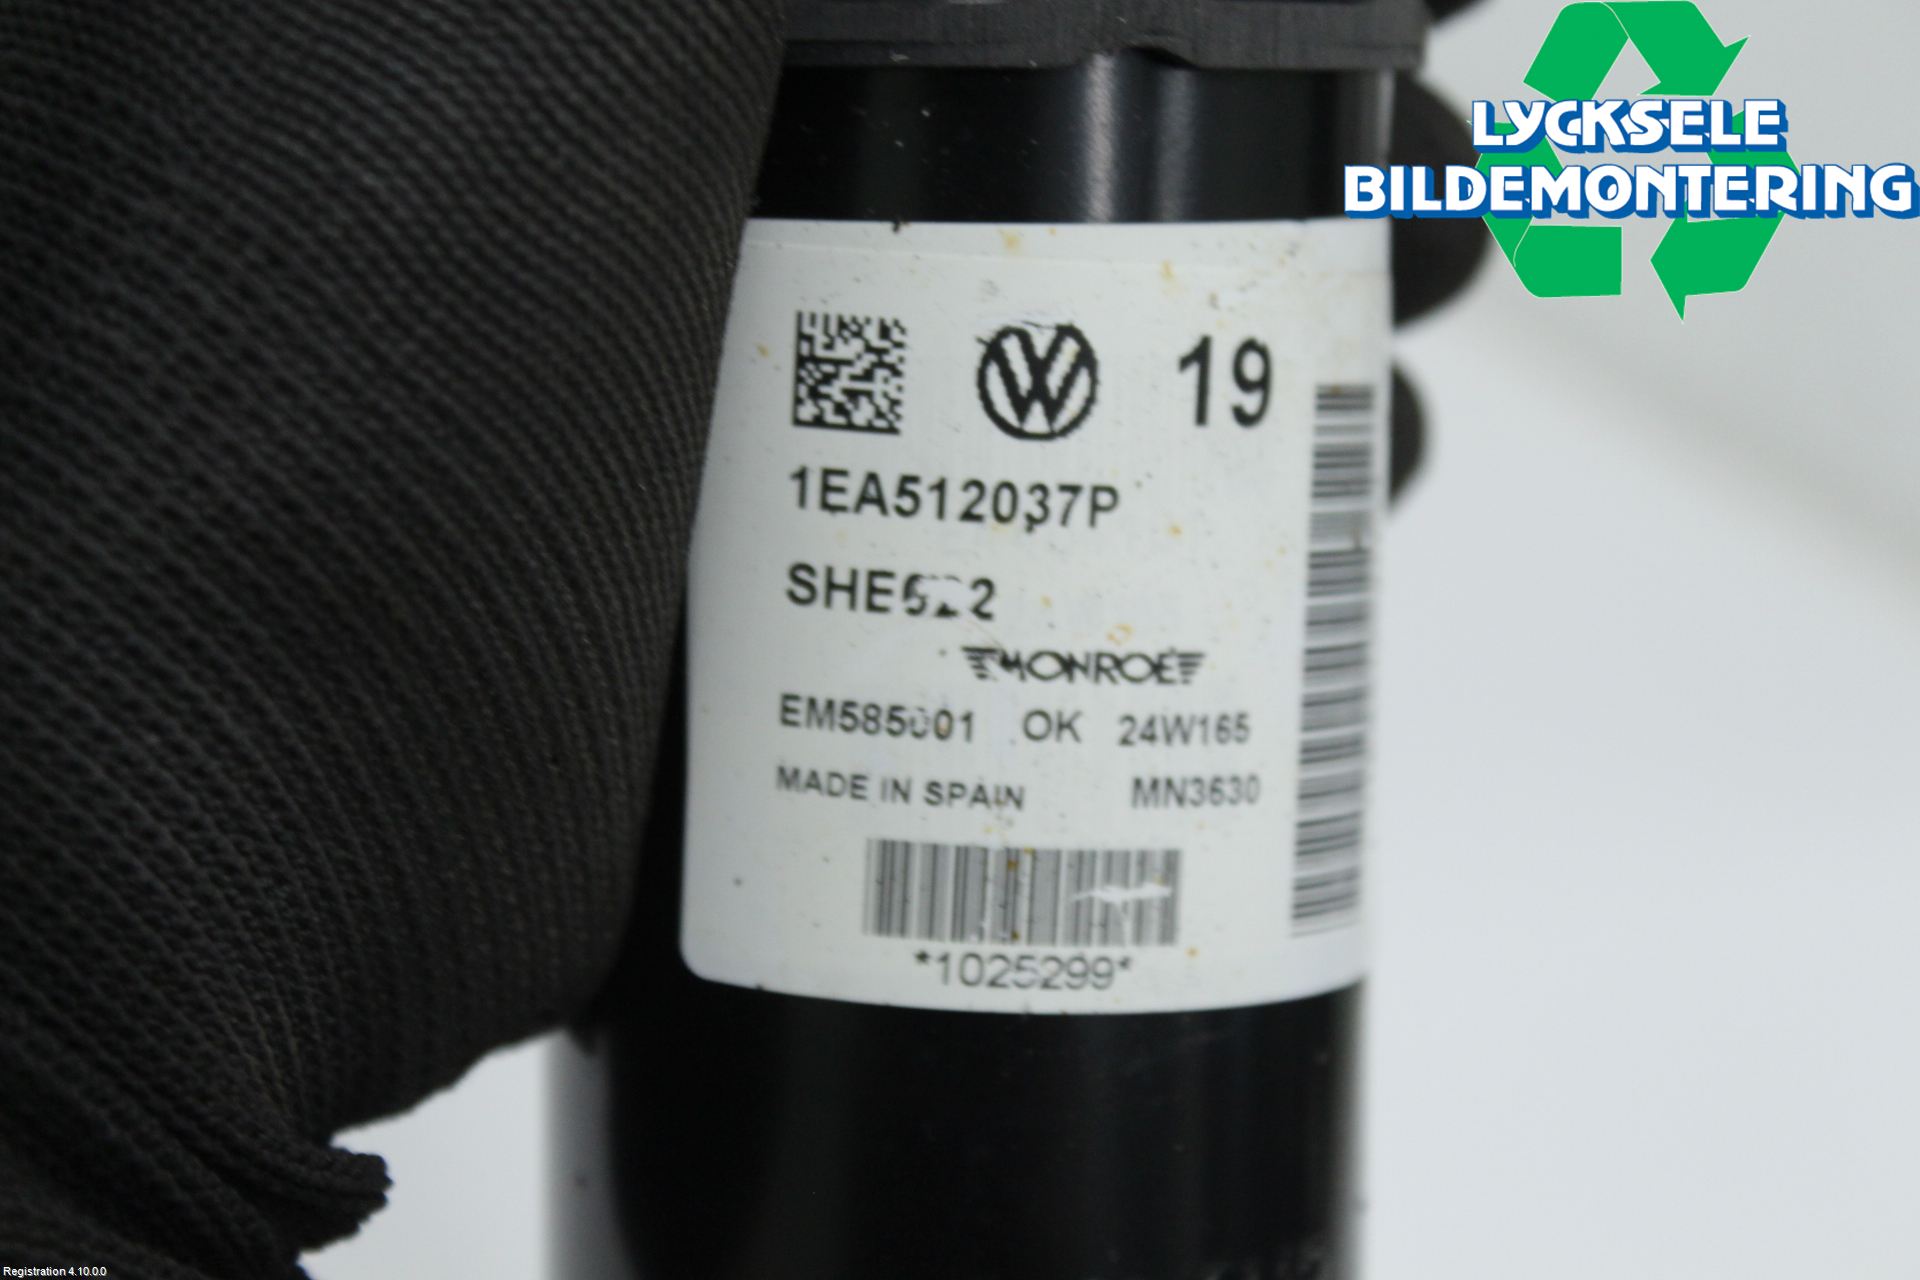 LYCKSELE
BILDEMONTERING
19
1EA512037P
MONROE
EM585001 OK 24W165
MADE IN SPAIN MN3630
*1025299*
Registration 4.10.0.0